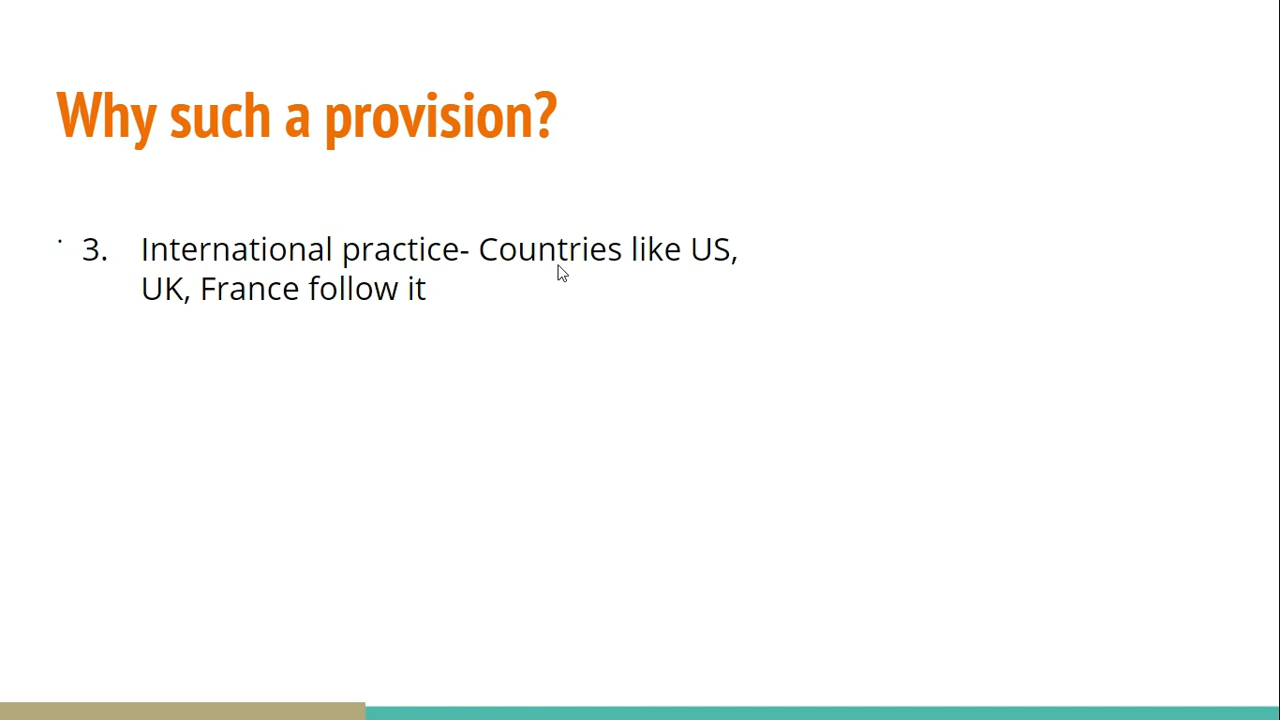 Why such a provision?
3. International practice- Countries like US,
UK, France follow it